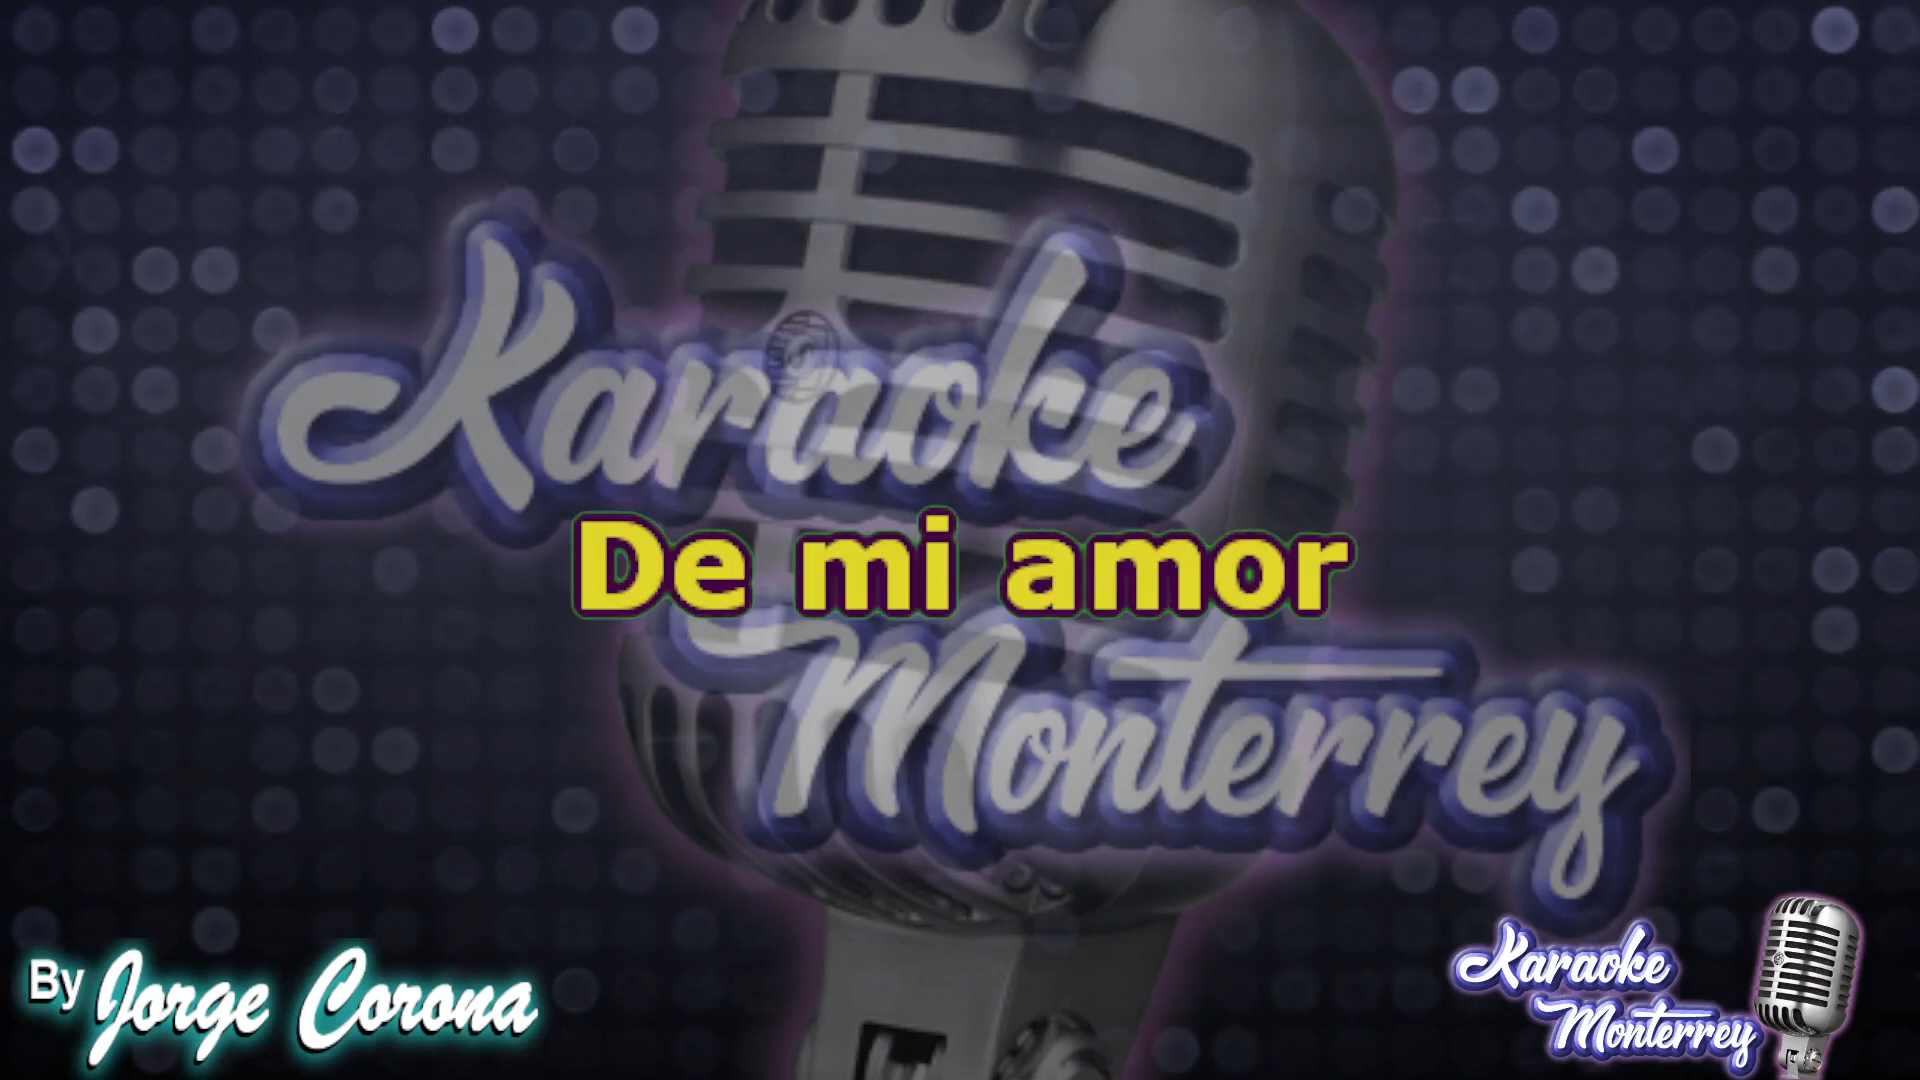 Karaoke
De mi amor
Monterrey
By Jorge Corona
Karaoke
Monterrey